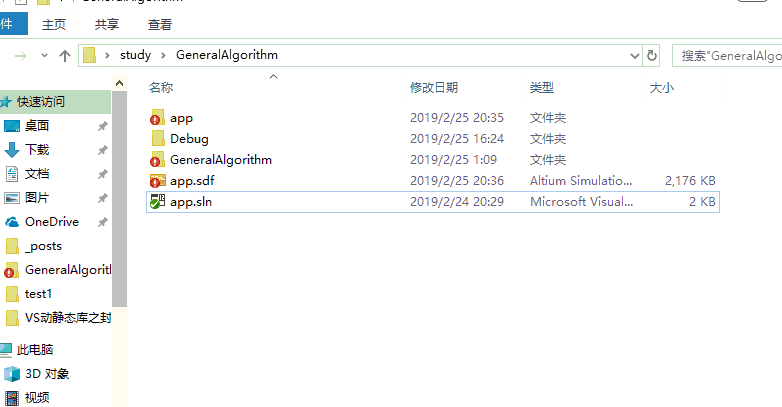 GeneralAlgorithm
件 主页 共享 查看
study GeneralAlgorithm 搜索"GeneralAlgo
名称 修改日期 类型 大小
快速访问
桌面
下载
文档
图片
OneDrive
_posts
GeneralAlgorith
test1
VS动静态库之封
此电脑
3D 对象
视频
app 2019/2/25 20:35 文件夹
Debug 2019/2/25 16:24 文件夹
GeneralAlgorithm 2019/2/25 1:09 文件夹
app.sdf 2019/2/25 20:36 Altium Simulatio... 2,176 KB
app.sln 2019/2/24 20:29 Microsoft Visual... 2 KB